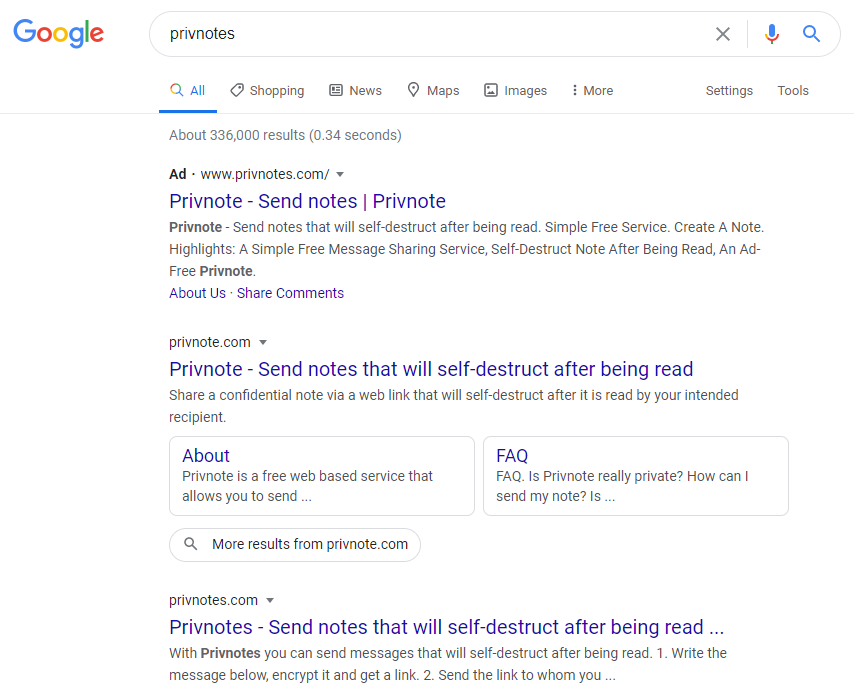 Google
privnotes
All
Shopping
News
Maps
Images
More
Settings
Tools
About 336,000 results (0.34 seconds)
Ad · www.privnotes.com/
Privnote - Send notes | Privnote
Privnote - Send notes that will self-destruct after being read. Simple Free Service. Create A Note.
Highlights: A Simple Free Message Sharing Service, Self-Destruct Note After Being Read, An Ad-
Free Privnote.
About Us · Share Comments
privnote.com
Privnote - Send notes that will self-destruct after being read
Share a confidential note via a web link that will self-destruct after it is read by your intended
recipient.
About
Privnote is a free web based service that
allows you to send ...
FAQ
FAQ. Is Privnote really private? How can I
send my note? Is ...
More results from privnote.com
privnotes.com
Privnotes - Send notes that will self-destruct after being read ...
With Privnotes you can send messages that will self-destruct after being read. 1. Write the
message below, encrypt it and get a link. 2. Send the link to whom you ...